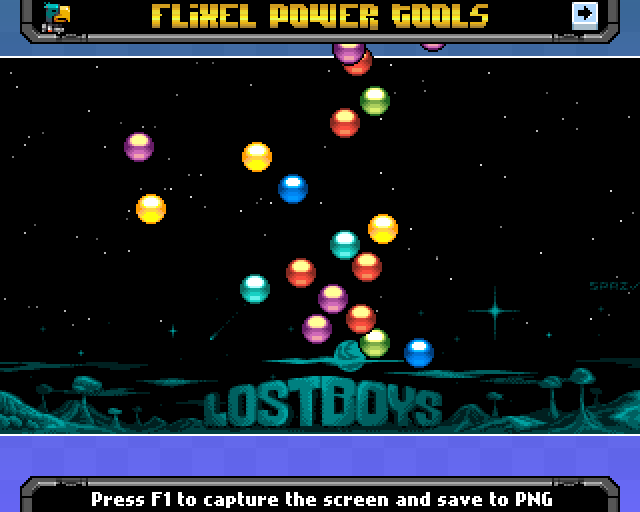 FLIXEL POWER TOOLS
LOSTBOYS
Press F1 to capture the screen and save to PNG